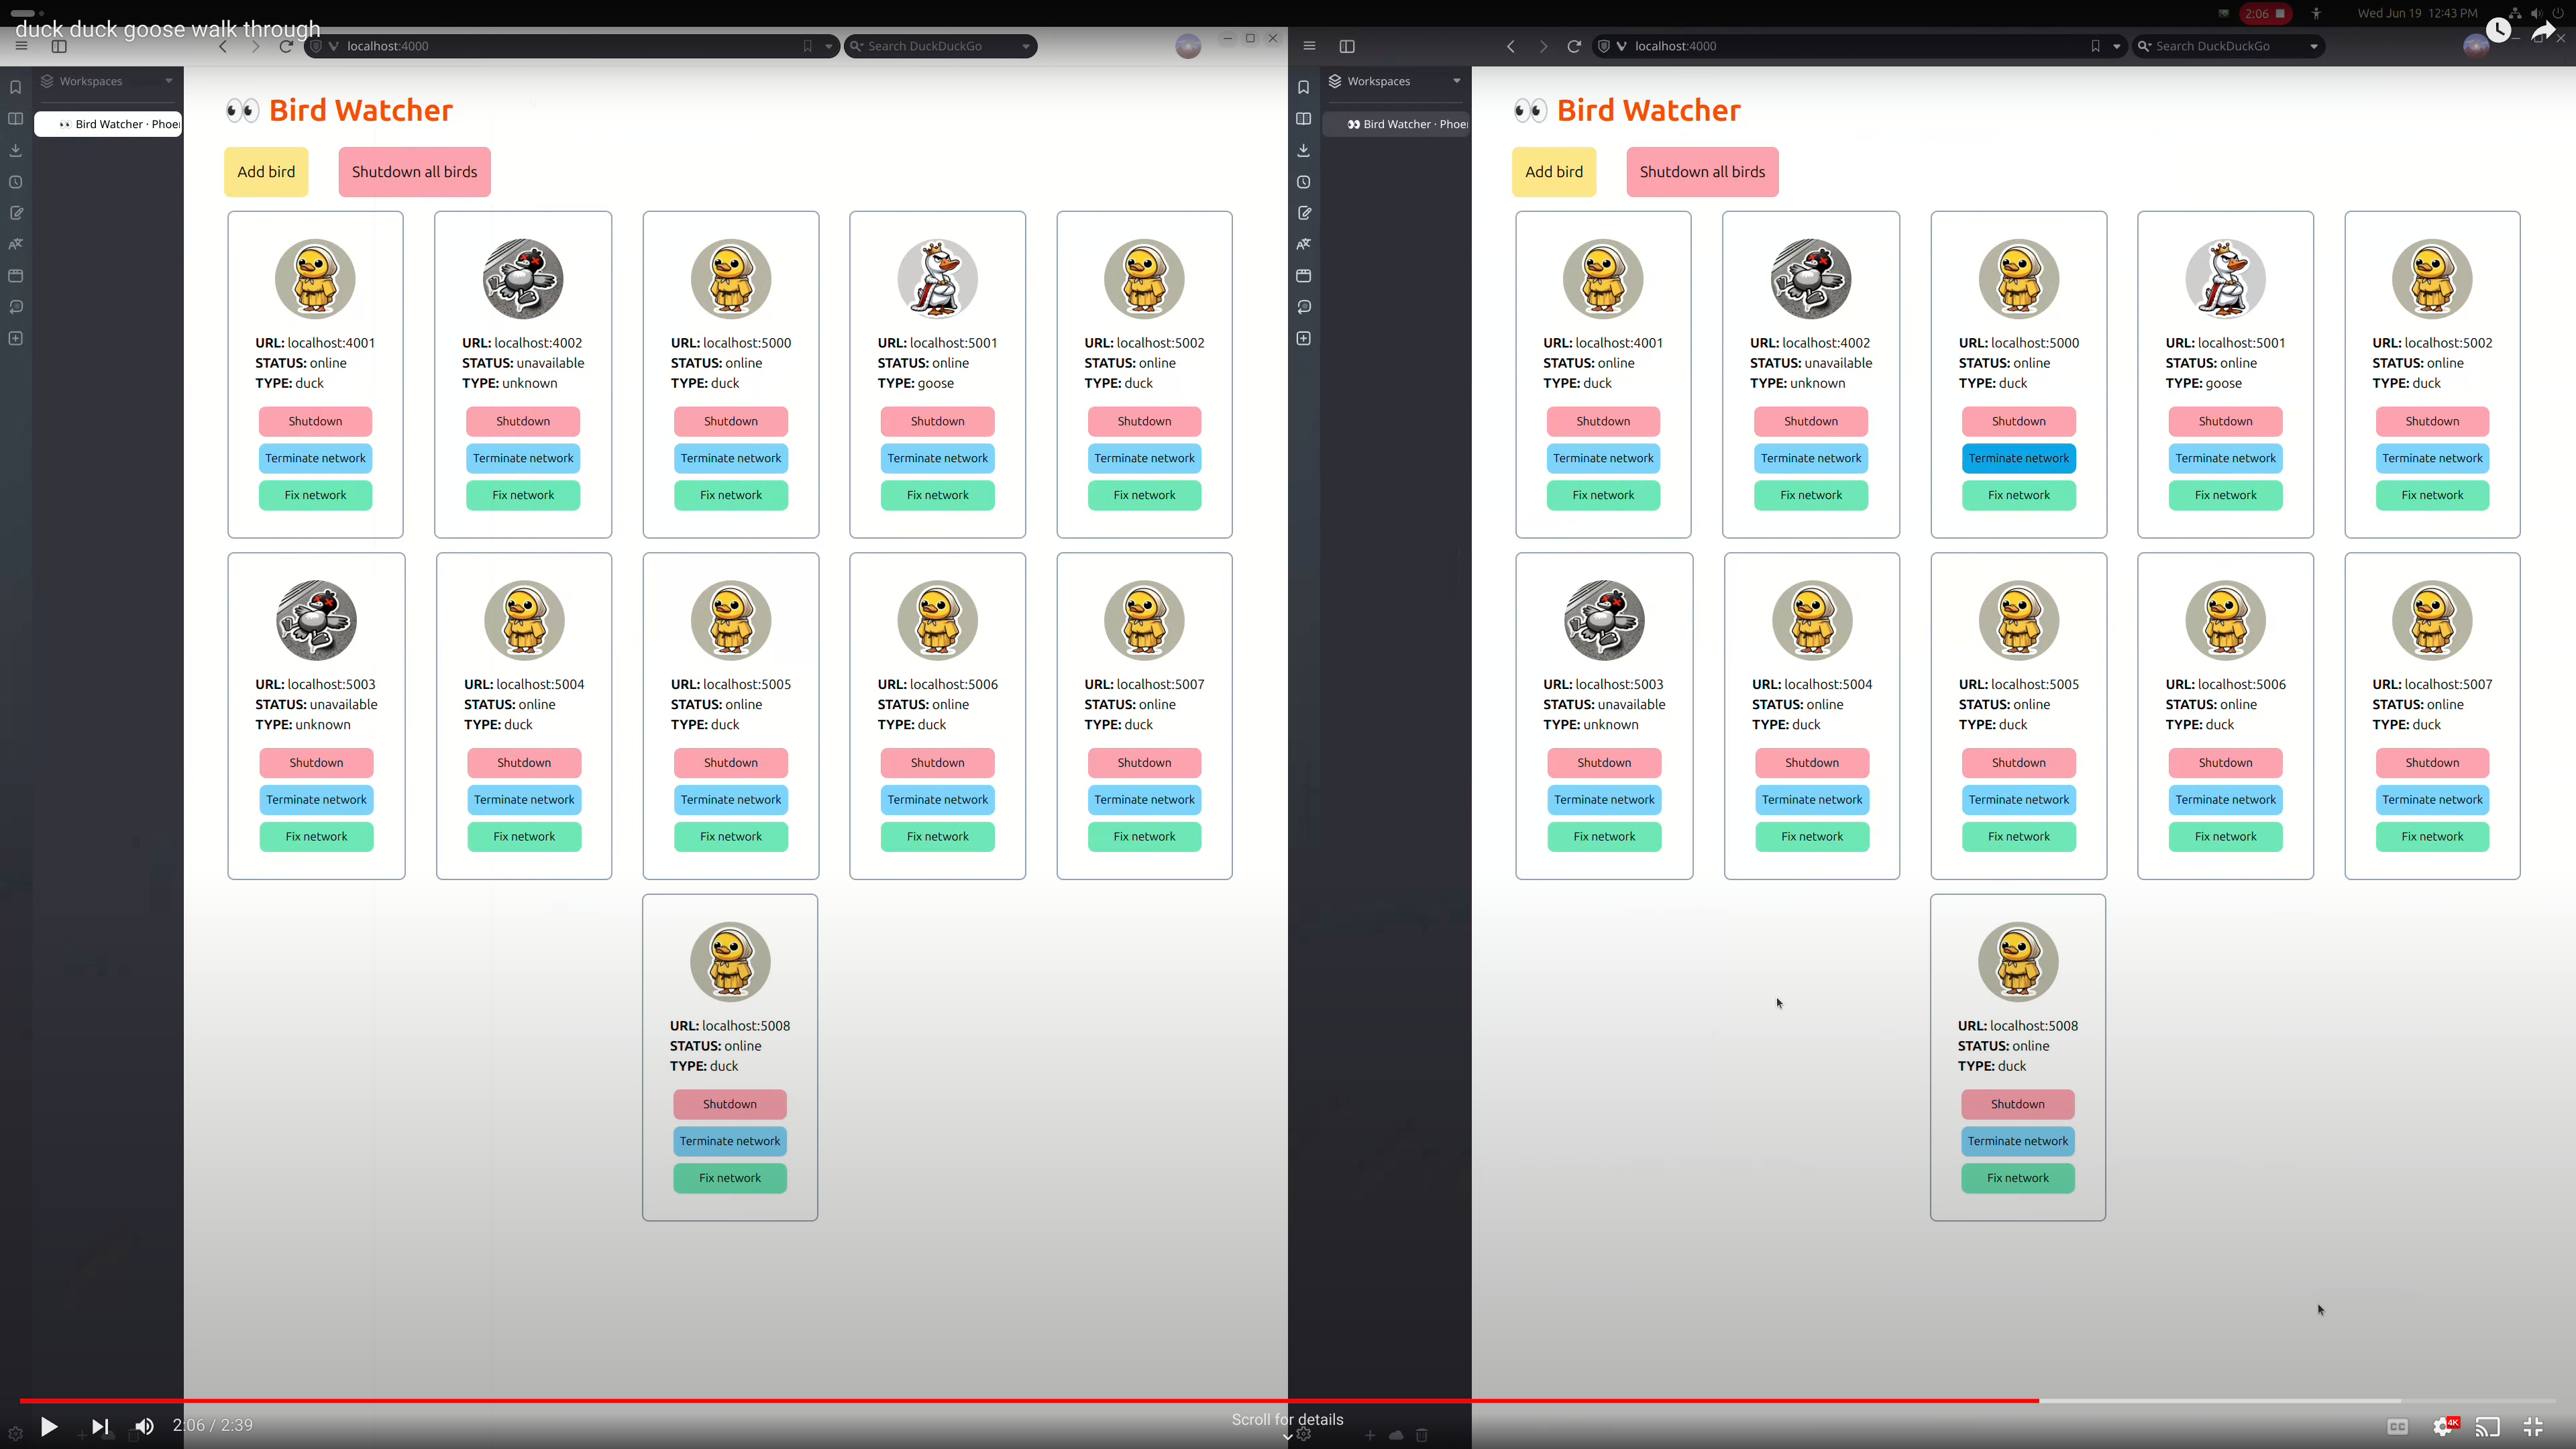 duck duck goose walk through
2:06
Wed Jun 19 12:43 PM
localhost:4000
Search DuckDuckGo
localhost:4000
Search DuckDuckGo
Workspaces
Bird Watcher · Phoe
Bird Watcher
Add bird
Shutdown all birds
URL: localhost:4001
STATUS: online
TYPE: duck
Shutdown
Terminate network
Fix network
URL: localhost:4002
STATUS: unavailable
TYPE: unknown
Shutdown
Terminate network
Fix network
URL: localhost:5000
STATUS: online
TYPE: duck
Shutdown
Terminate network
Fix network
URL: localhost:5001
STATUS: online
TYPE: goose
Shutdown
Terminate network
Fix network
URL: localhost:5002
STATUS: online
TYPE: duck
Shutdown
Terminate network
Fix network
URL: localhost:5003
STATUS: unavailable
TYPE: unknown
Shutdown
Terminate network
Fix network
URL: localhost:5004
STATUS: online
TYPE: duck
Shutdown
Terminate network
Fix network
URL: localhost:5005
STATUS: online
TYPE: duck
Shutdown
Terminate network
Fix network
URL: localhost:5006
STATUS: online
TYPE: duck
Shutdown
Terminate network
Fix network
URL: localhost:5007
STATUS: online
TYPE: duck
Shutdown
Terminate network
Fix network
URL: localhost:5008
STATUS: online
TYPE: duck
Shutdown
Terminate network
Fix network
Workspaces
Bird Watcher · Phoe
Bird Watcher
Add bird
Shutdown all birds
URL: localhost:4001
STATUS: online
TYPE: duck
Shutdown
Terminate network
Fix network
URL: localhost:4002
STATUS: unavailable
TYPE: unknown
Shutdown
Terminate network
Fix network
URL: localhost:5000
STATUS: online
TYPE: duck
Shutdown
Terminate network
Fix network
URL: localhost:5001
STATUS: online
TYPE: goose
Shutdown
Terminate network
Fix network
URL: localhost:5002
STATUS: online
TYPE: duck
Shutdown
Terminate network
Fix network
URL: localhost:5003
STATUS: unavailable
TYPE: unknown
Shutdown
Terminate network
Fix network
URL: localhost:5004
STATUS: online
TYPE: duck
Shutdown
Terminate network
Fix network
URL: localhost:5005
STATUS: online
TYPE: duck
Shutdown
Terminate network
Fix network
URL: localhost:5006
STATUS: online
TYPE: duck
Shutdown
Terminate network
Fix network
URL: localhost:5007
STATUS: online
TYPE: duck
Shutdown
Terminate network
Fix network
URL: localhost:5008
STATUS: online
TYPE: duck
Shutdown
Terminate network
Fix network
2:06 / 2:39
Scroll for details
CC
4K